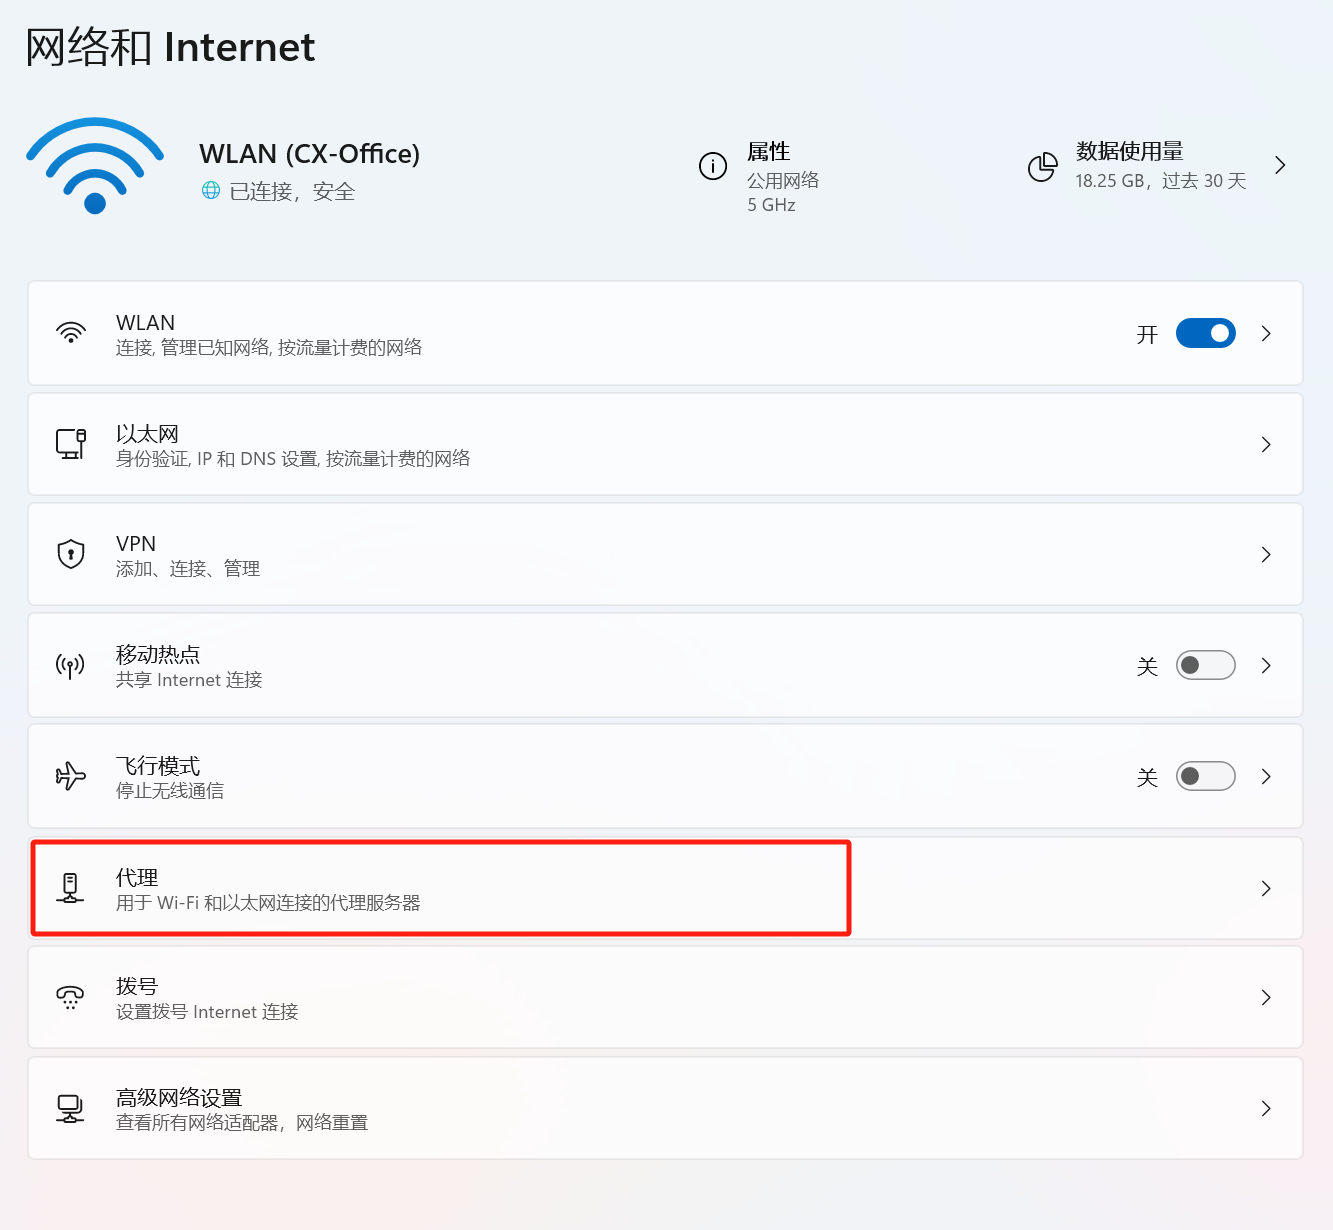 网络和 Internet
WLAN (CX-Office)
已连接，安全
属性
公用网络
5 GHz
数据使用量
18.25 GB，过去 30 天
WLAN
连接, 管理已知网络, 按流量计费的网络
开
以太网
身份验证, IP 和 DNS 设置, 按流量计费的网络
VPN
添加、连接、管理
移动热点
共享 Internet 连接
关
飞行模式
停止无线通信
关
代理
用于 Wi-Fi 和以太网连接的代理服务器
拨号
设置拨号 Internet 连接
高级网络设置
查看所有网络适配器，网络重置